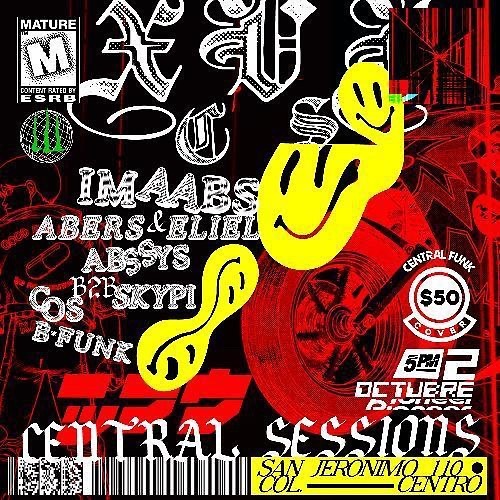 MATURE
M
CONTENT RATED BY
ESRB
C S
IMAABS
ABERS & ELIEL
ABSSYS
B2B
COS SKYPI
B-FUNK
CENTRAL FUNK
$50
COVER
5PM 2
OCTUBRE
CENTRAL SESSIONS
SAN JERONIMO 110
COL. CENTRO